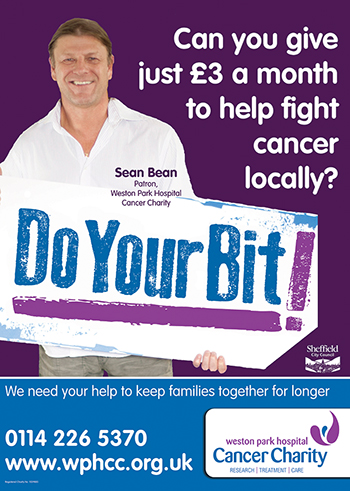 Can you give
just £3 a month
to help fight
cancer
locally?
Sean Bean
Patron,
Weston Park Hospital
Cancer Charity
Do Your Bit!
Sheffield
City Council
We need your help to keep families together for longer
0114 226 5370
www.wphcc.org.uk
weston park hospital
Cancer Charity
RESEARCH | TREATMENT | CARE